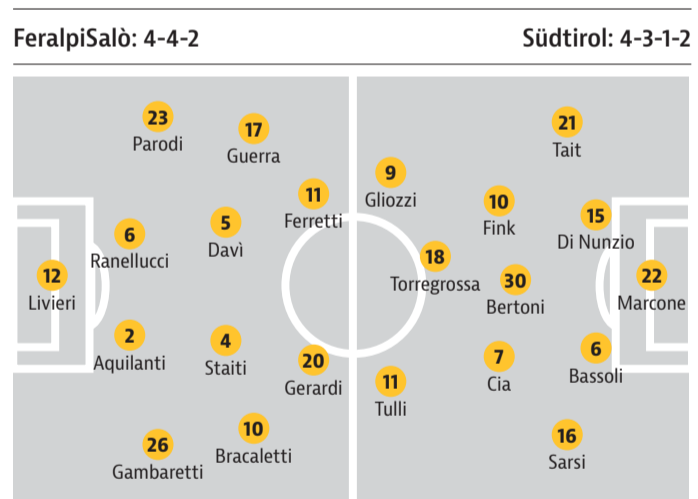 FeralpiSalò: 4-4-2
Südtirol: 4-3-1-2
23
Parodi
17
Guerra
11
Ferretti
6
Ranellucci
5
Davì
12
Livieri
2
Aquilanti
4
Staiti
20
Gerardi
26
Gambaretti
10
Bracaletti
21
Tait
9
Gliozzi
10
Fink
15
Di Nunzio
18
Torregrossa
30
Bertoni
22
Marcone
7
Cia
6
Bassoli
11
Tulli
16
Sarsi